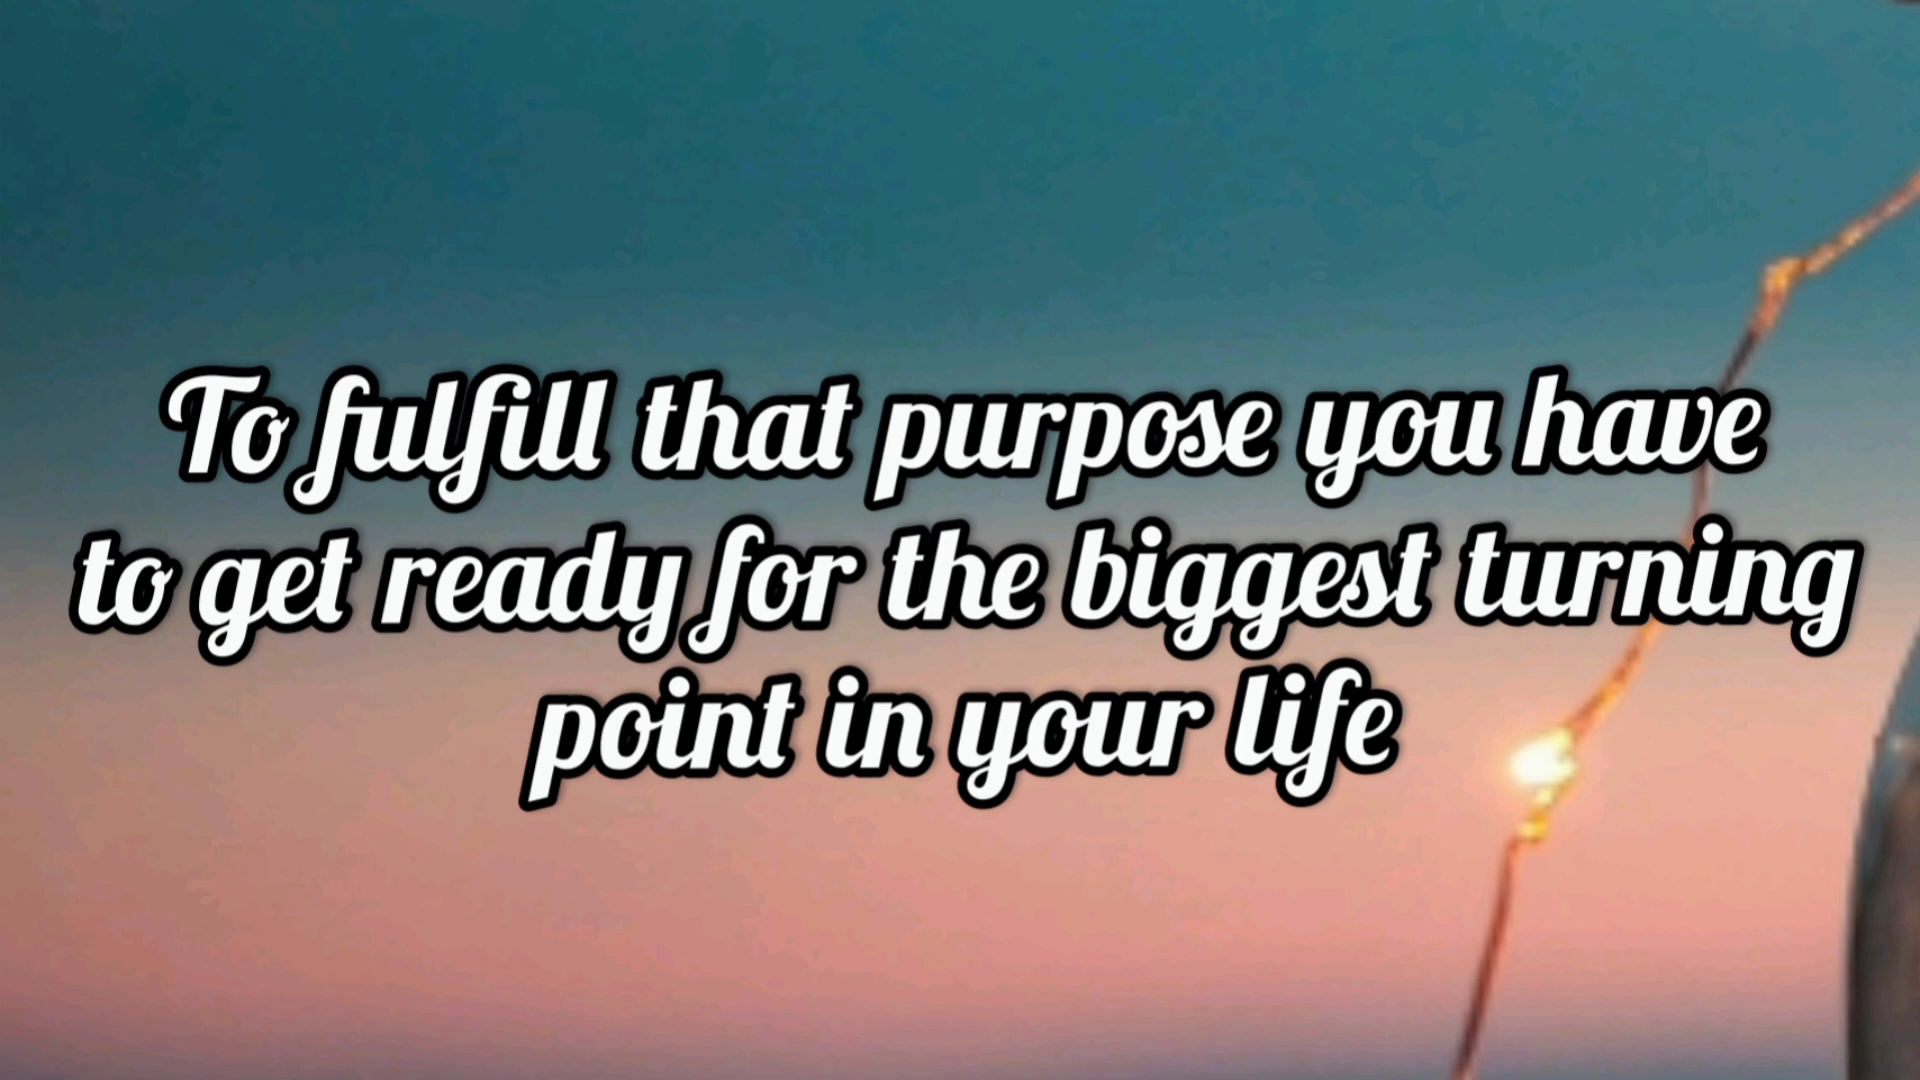 To fulfill that purpose you have
to get ready for the biggest turning
point in your life